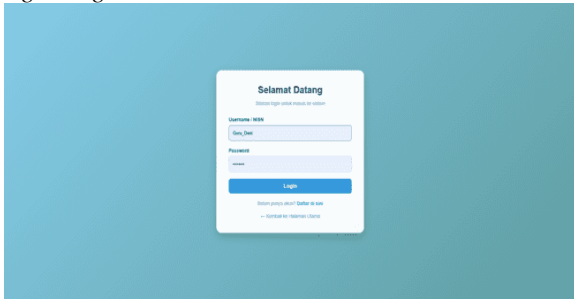 Selamat Datang
Silakan login untuk masuk ke sistem
Username / NISN
Guru_Dewi
Password
Login
Belum punya akun? Daftar di sini
← Kembali ke Halaman Utama